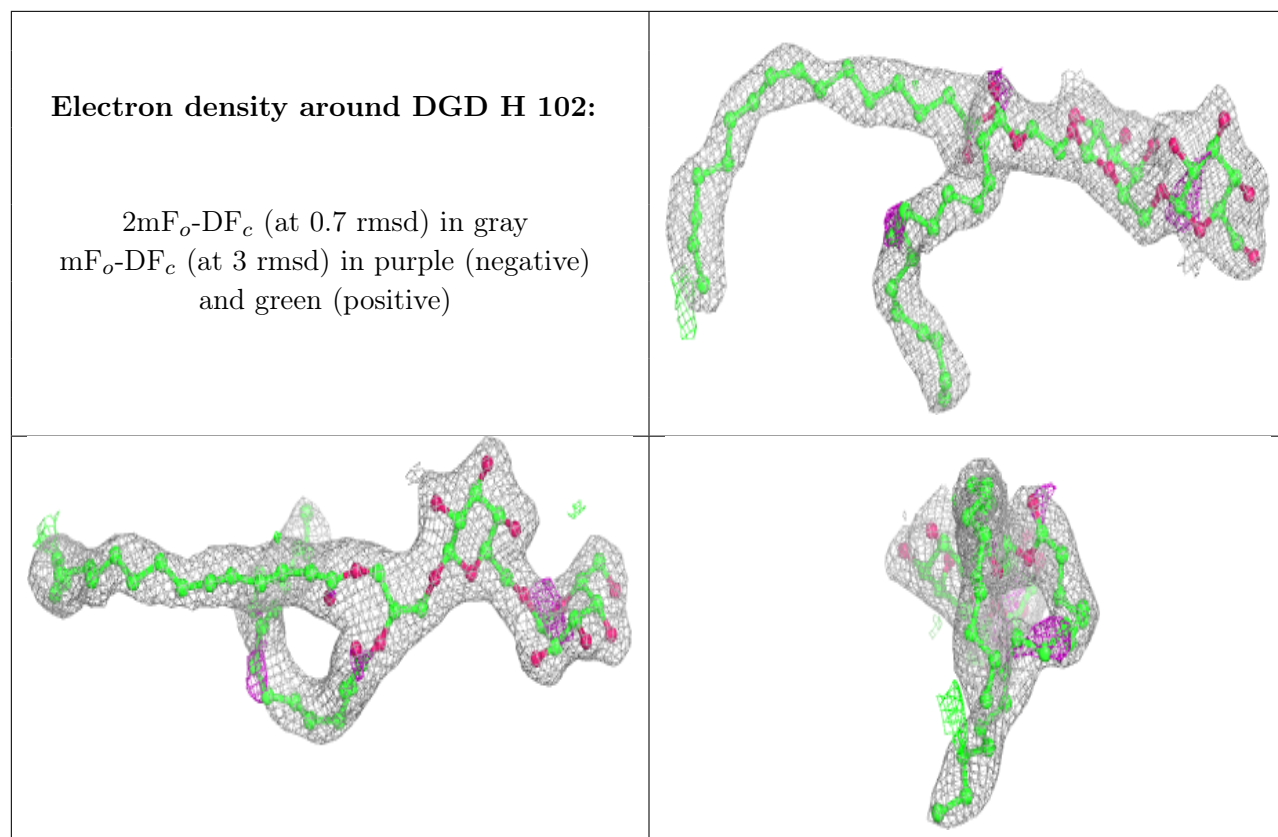 Electron density around DGD H 102:
2mFo-DFc (at 0.7 rmsd) in gray
mFo-DFc (at 3 rmsd) in purple (negative)
and green (positive)